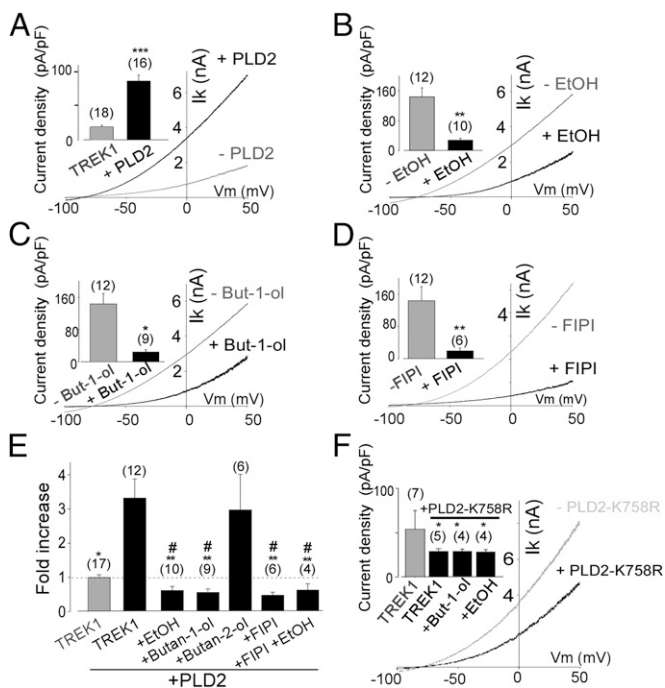 A
Current density (pA/pF)
100
0
(18)
***
(16)
TREK1
+ PLD2
+ PLD2
- PLD2
Ik (nA)
6
4
2
Vm (mV)
-100
-50
0
50
B
Current density (pA/pF)
160
80
0
(12)
**
(10)
- EtOH
+ EtOH
- EtOH
+ EtOH
Ik (nA)
6
4
2
Vm (mV)
-100
-50
0
50
C
Current density (pA/pF)
160
80
0
(12)
*
(9)
- But-1-ol
+ But-1-ol
- But-1-ol
+ But-1-ol
Ik (nA)
6
2
Vm (mV)
-100
-50
0
50
D
Current density (pA/pF)
160
80
0
(12)
**
(6)
-FIPI
+ FIPI
- FIPI
+ FIPI
Ik (nA)
4
Vm (mV)
-100
-50
0
50
E
Fold increase
4
3
2
1
0
*
(17)
(12)
#
**
(10)
#
**
(9)
(6)
#
**
(6)
#
**
(4)
TREK1
TREK1
+EtOH
+Butan-1-ol
+Butan-2-ol
+FIPI
+FIPI +EtOH
+PLD2
F
Current density (pA/pF)
100
50
0
(7)
+PLD2-K758R
* * *
(5) (4) (4)
TREK1
TREK1
+But-1-ol
+EtOH
- PLD2-K758R
+ PLD2-K758R
Ik (nA)
8
6
4
2
Vm (mV)
-100
-50
0
50